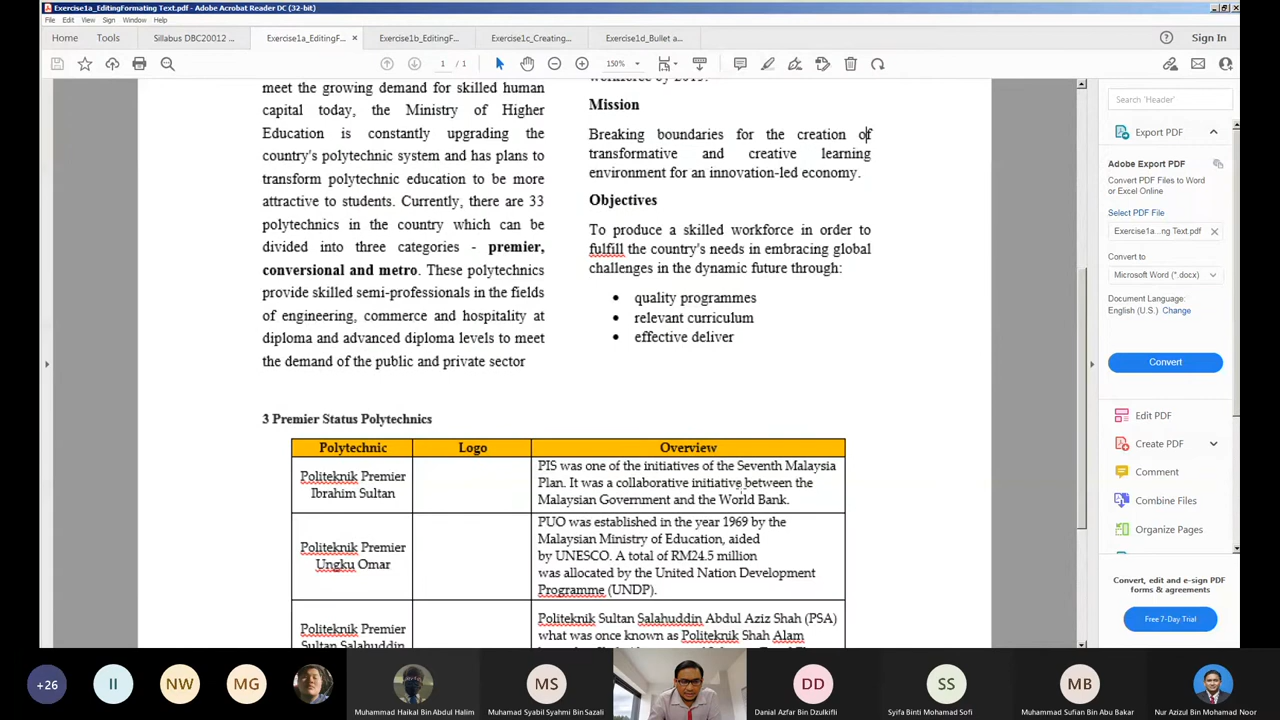 Exercise1a_EditingFormating Text.pdf - Adobe Acrobat Reader DC (32-bit)
File Edit View Sign Window Help
Home Tools Sillabus DBC20012 ... Exercise1a_EditingF... × Exercise1b_EditingF... Exercise1c_Creating... Exercise1d_Bullet a... Sign In
1 / 1 150%
meet the growing demand for skilled human
capital today, the Ministry of Higher
Education is constantly upgrading the
country's polytechnic system and has plans to
transform polytechnic education to be more
attractive to students. Currently, there are 33
polytechnics in the country which can be
divided into three categories - premier,
conversional and metro. These polytechnics
provide skilled semi-professionals in the fields
of engineering, commerce and hospitality at
diploma and advanced diploma levels to meet
the demand of the public and private sector
workforce by 2015.
Mission
Breaking boundaries for the creation of
transformative and creative learning
environment for an innovation-led economy.
Objectives
To produce a skilled workforce in order to
fulfill the country's needs in embracing global
challenges in the dynamic future through:
• quality programmes
• relevant curriculum
• effective deliver
3 Premier Status Polytechnics
Polytechnic Logo Overview
Politeknik Premier
Ibrahim Sultan
PIS was one of the initiatives of the Seventh Malaysia
Plan. It was a collaborative initiative between the
Malaysian Government and the World Bank.
Politeknik Premier
Ungku Omar
PUO was established in the year 1969 by the
Malaysian Ministry of Education, aided
by UNESCO. A total of RM24.5 million
was allocated by the United Nation Development
Programme (UNDP).
Politeknik Premier
Sultan Salahuddin
Politeknik Sultan Salahuddin Abdul Aziz Shah (PSA)
what was once known as Politeknik Shah Alam
Search 'Header'
Export PDF
Adobe Export PDF
Convert PDF Files to Word
or Excel Online
Select PDF File
Exercise1a...ng Text.pdf
Convert to
Microsoft Word (*.docx)
Document Language:
English (U.S.) Change
Convert
Edit PDF
Create PDF
Comment
Combine Files
Organize Pages
Convert, edit and e-sign PDF
forms & agreements
Free 7-Day Trial
+26 II NW MG MS DD SS MB
Muhammad Haikal Bin Abdul Halim
Muhamad Syabil Syahmi Bin Sazali
Danial Azfar Bin Dzulkifli
Syifa Binti Mohamad Sofi
Muhammad Sufian Bin Abu Bakar
Nur Azizul Bin Mohamad Noor